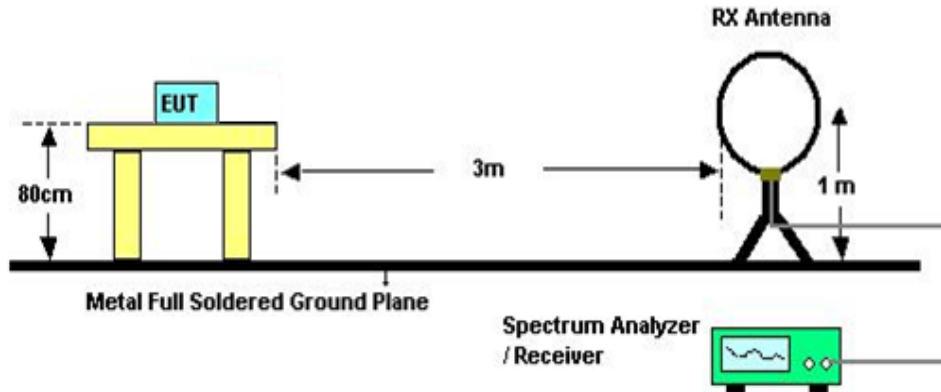 RX Antenna
EUT
3m
80cm
1 m
Metal Full Soldered Ground Plane
Spectrum Analyzer
/ Receiver